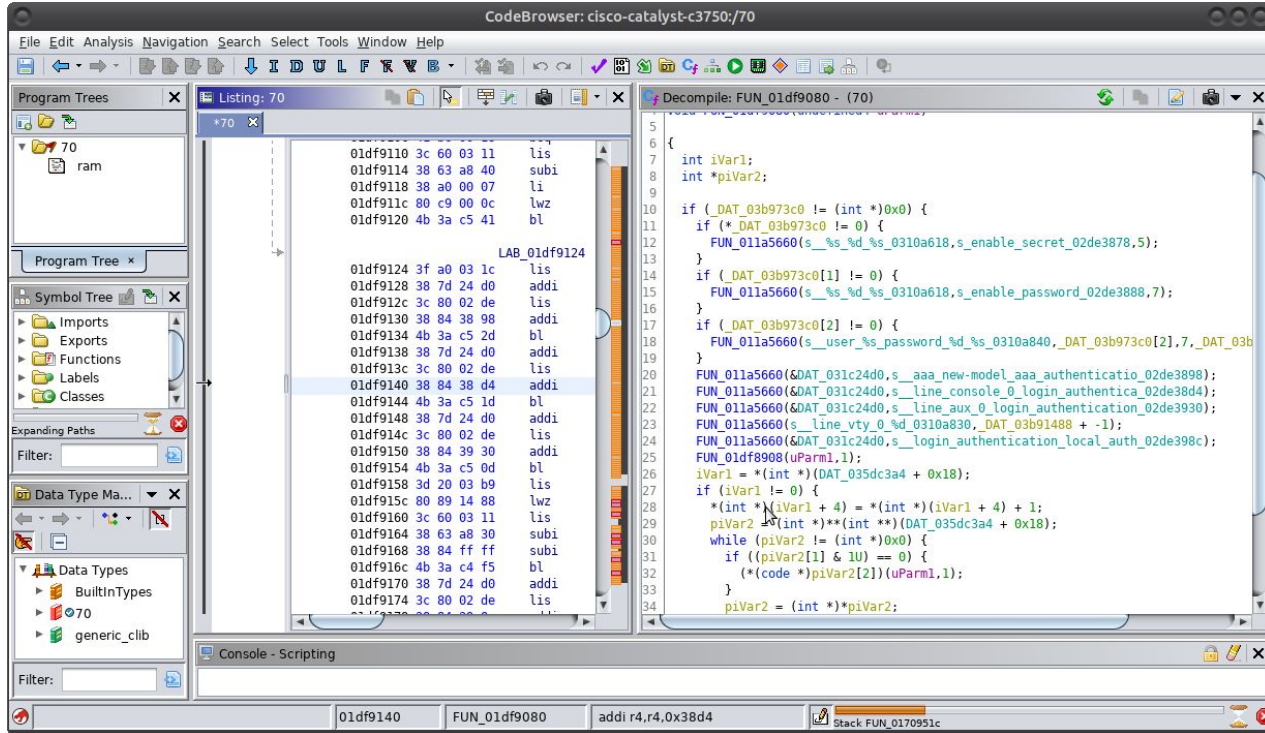 CodeBrowser: cisco-catalyst-c3750:/70
File Edit Analysis Navigation Search Select Tools Window Help
I D U L F R V B
Program Trees
70
ram
Program Tree ×
Symbol Tree
Imports
Exports
Functions
Labels
Classes
Expanding Paths
Filter:
Data Type Ma...
Data Types
BuiltInTypes
70
generic_clib
Filter:
Listing: 70
*70
01df9110 3c 60 03 11 lis
01df9114 38 63 a8 40 subi
01df9118 38 a0 00 07 li
01df911c 80 c9 00 0c lwz
01df9120 4b 3a c5 41 bl
LAB_01df9124
01df9124 3f a0 03 1c lis
01df9128 38 7d 24 d0 addi
01df912c 3c 80 02 de lis
01df9130 38 84 38 98 addi
01df9134 4b 3a c5 2d bl
01df9138 38 7d 24 d0 addi
01df913c 3c 80 02 de lis
01df9140 38 84 38 d4 addi
01df9144 4b 3a c5 1d bl
01df9148 38 7d 24 d0 addi
01df914c 3c 80 02 de lis
01df9150 38 84 39 30 addi
01df9154 4b 3a c5 0d bl
01df9158 3d 20 03 b9 lis
01df915c 80 89 14 88 lwz
01df9160 3c 60 03 11 lis
01df9164 38 63 a8 30 subi
01df9168 38 84 ff ff subi
01df916c 4b 3a c4 f5 bl
01df9170 38 7d 24 d0 addi
01df9174 3c 80 02 de lis
Decompile: FUN_01df9080 - (70)
5
6 {
7 int iVar1;
8 int *piVar2;
9
10 if (_DAT_03b973c0 != (int *)0x0) {
11 if (*_DAT_03b973c0 != 0) {
12 FUN_011a5660(s__%s_%d_%s_0310a618,s_enable_secret_02de3878,5);
13 }
14 if (_DAT_03b973c0[1] != 0) {
15 FUN_011a5660(s__%s_%d_%s_0310a618,s_enable_password_02de3888,7);
16 }
17 if (_DAT_03b973c0[2] != 0) {
18 FUN_011a5660(s__user_%s_password_%d_%s_0310a840,_DAT_03b973c0[2],7,_DAT_03b
19 }
20 FUN_011a5660(&DAT_031c24d0,s__aaa_new-model_aaa_authenticatio_02de3898);
21 FUN_011a5660(&DAT_031c24d0,s__line_console_0_login_authentica_02de38d4);
22 FUN_011a5660(&DAT_031c24d0,s__line_aux_0_login_authentication_02de3930);
23 FUN_011a5660(s__line_vty_0_%d_0310a830,_DAT_03b91488 + -1);
24 FUN_011a5660(&DAT_031c24d0,s__login_authentication_local_auth_02de398c);
25 FUN_01df8908(uParm1,1);
26 iVar1 = *(int *)(DAT_035dc3a4 + 0x18);
27 if (iVar1 != 0) {
28 *(int *)(iVar1 + 4) = *(int *)(iVar1 + 4) + 1;
29 piVar2 = (int *)**(int **)(DAT_035dc3a4 + 0x18);
30 while (piVar2 != (int *)0x0) {
31 if ((piVar2[1] & 1U) == 0) {
32 (*(code *)piVar2[2])(uParm1,1);
33 }
34 piVar2 = (int *)*piVar2;
Console - Scripting
01df9140 FUN_01df9080 addi r4,r4,0x38d4 Stack FUN_0170951c